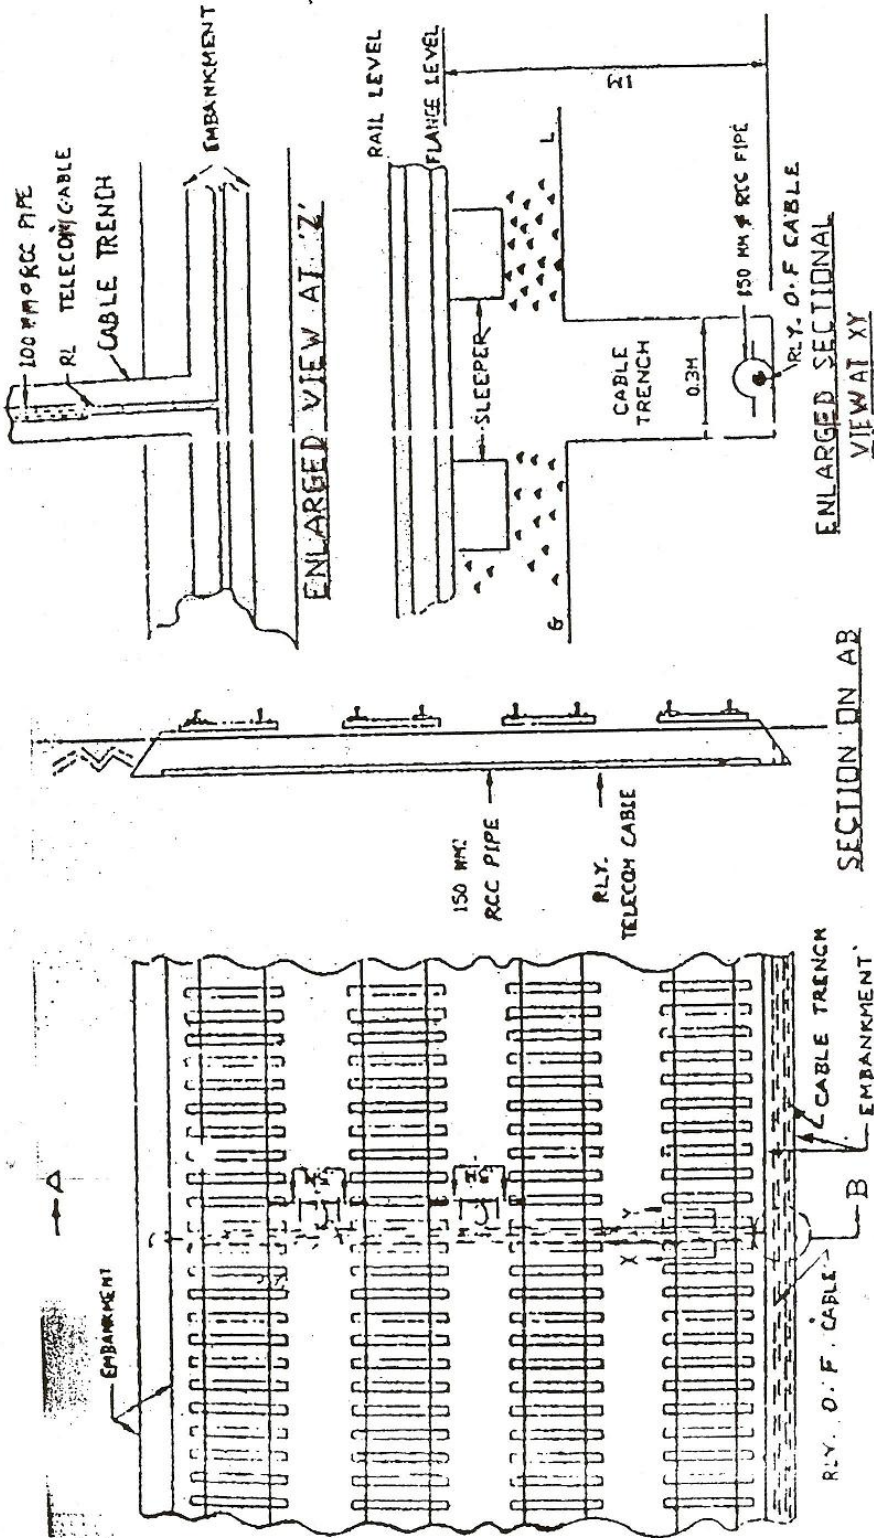 100 MM Φ RCC PIPE
RL TELECOM CABLE
CABLE TRENCH
EMBANKMENT
ENLARGED VIEW AT 'Z'
RAIL LEVEL
FLANGE LEVEL
1M
SLEEPER
G
L
CABLE
TRENCH
0.3M
150 MM Φ RCC PIPE
RLY. O.F CABLE
ENLARGED SECTIONAL
VIEW AT XY
150 MM
RCC PIPE
RLY.
TELECOM CABLE
SECTION ON AB
A
EMBANKMENT
X
Y
B
CABLE TRENCH
EMBANKMENT
RLY. O.F. CABLE